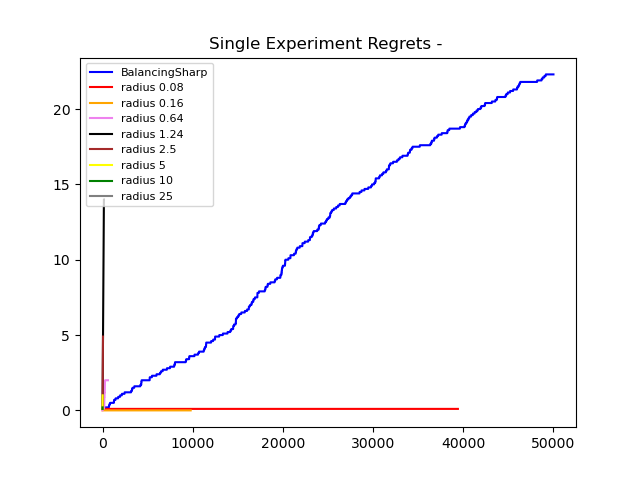 Single Experiment Regrets -
BalancingSharp
radius 0.08
radius 0.16
radius 0.64
radius 1.24
radius 2.5
radius 5
radius 10
radius 25
20
15
10
5
0
0 10000 20000 30000 40000 50000